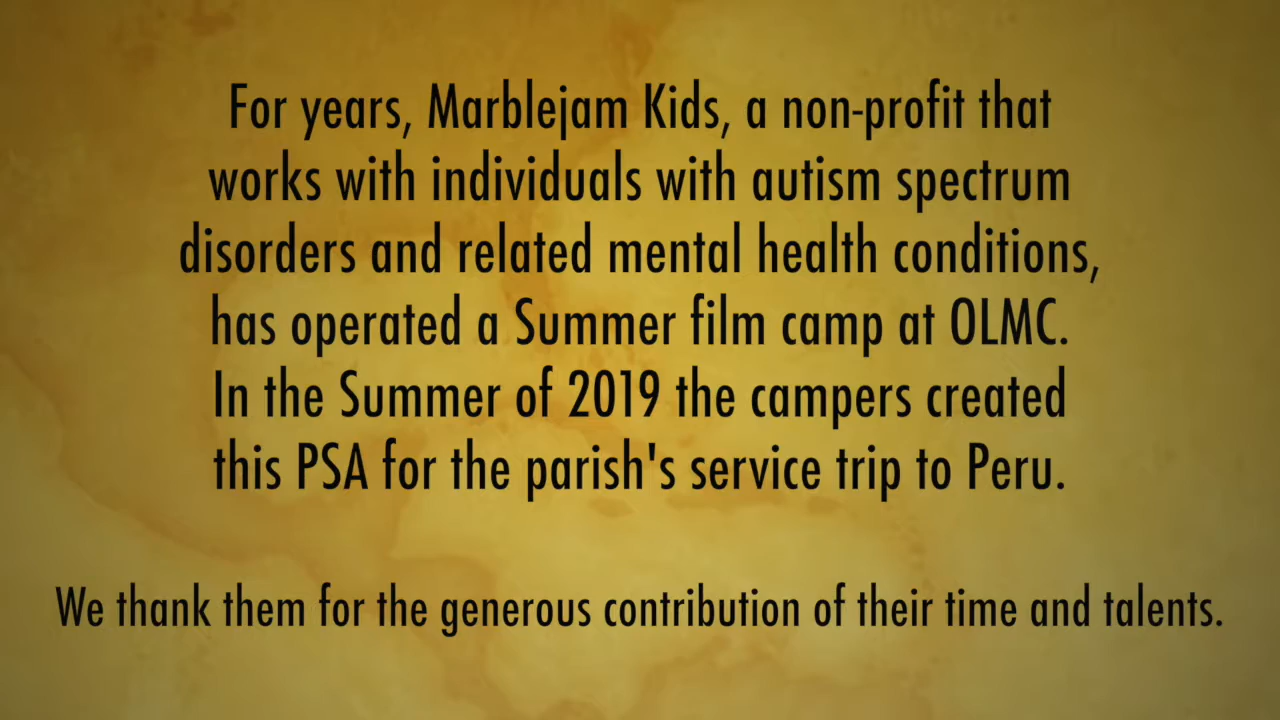 For years, Marblejam Kids, a non-profit that
works with individuals with autism spectrum
disorders and related mental health conditions,
has operated a Summer film camp at OLMC.
In the Summer of 2019 the campers created
this PSA for the parish's service trip to Peru.
We thank them for the generous contribution of their time and talents.